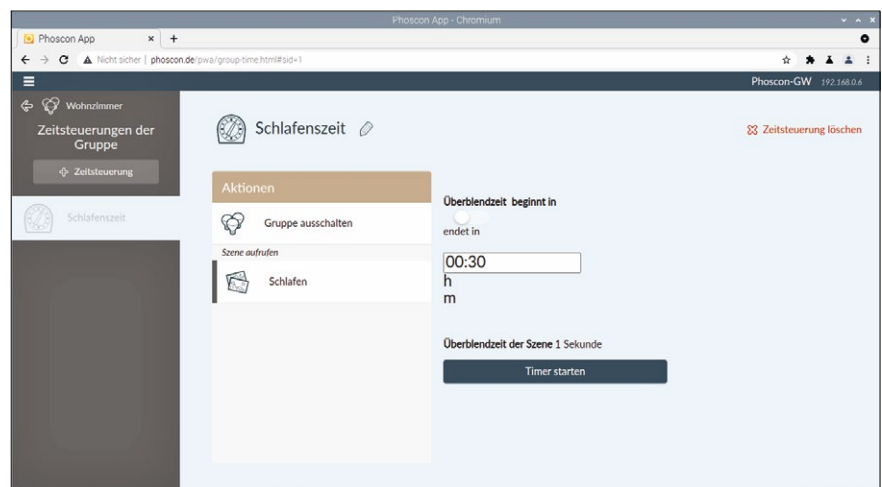 Phoscon App - Chromium
Phoscon App
Nicht sicher | phoscon.de/pwa/group-time.html#sid=1
Phoscon-GW 192.168.0.6
Wohnzimmer
Zeitsteuerungen der
Gruppe
Zeitsteuerung
Schlafenszeit
Schlafenszeit
Zeitsteuerung löschen
Aktionen
Gruppe ausschalten
Szene aufrufen
Schlafen
Überblendzeit beginnt in
endet in
00:30
h
m
Überblendzeit der Szene 1 Sekunde
Timer starten